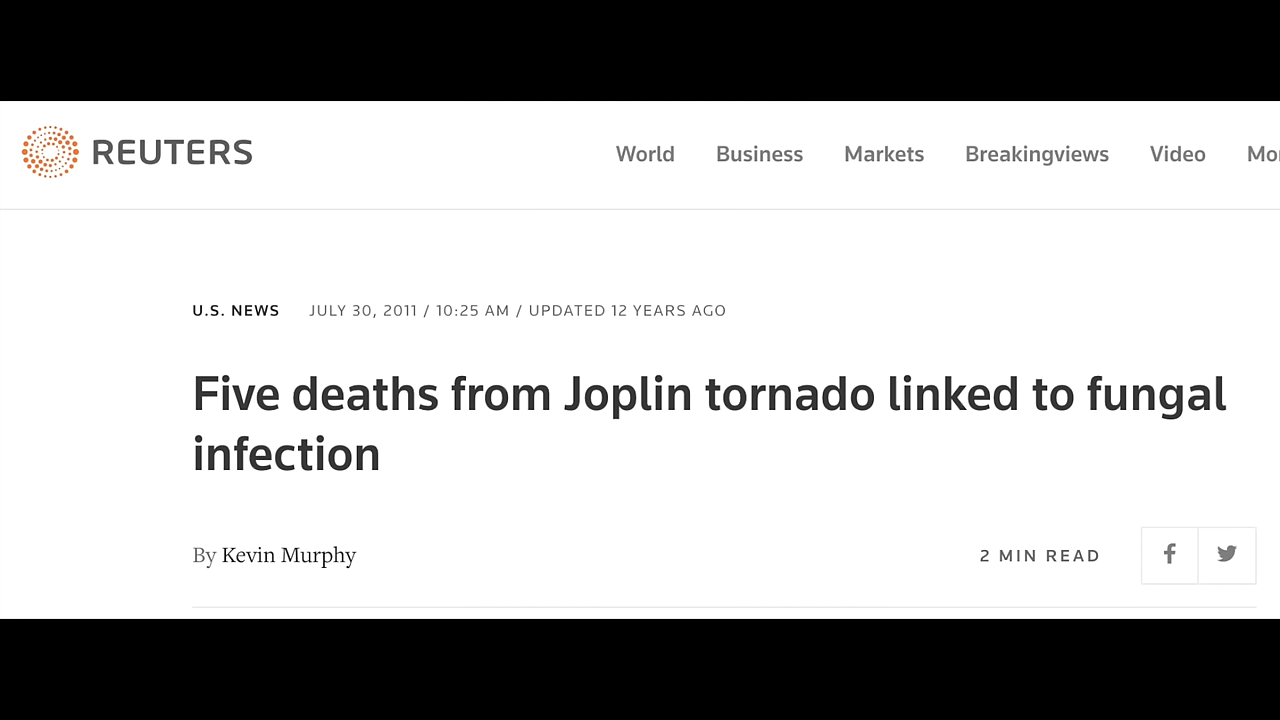 REUTERS
World Business Markets Breakingviews Video Mo
U.S. NEWS JULY 30, 2011 / 10:25 AM / UPDATED 12 YEARS AGO
Five deaths from Joplin tornado linked to fungal
infection
By Kevin Murphy
2 MIN READ